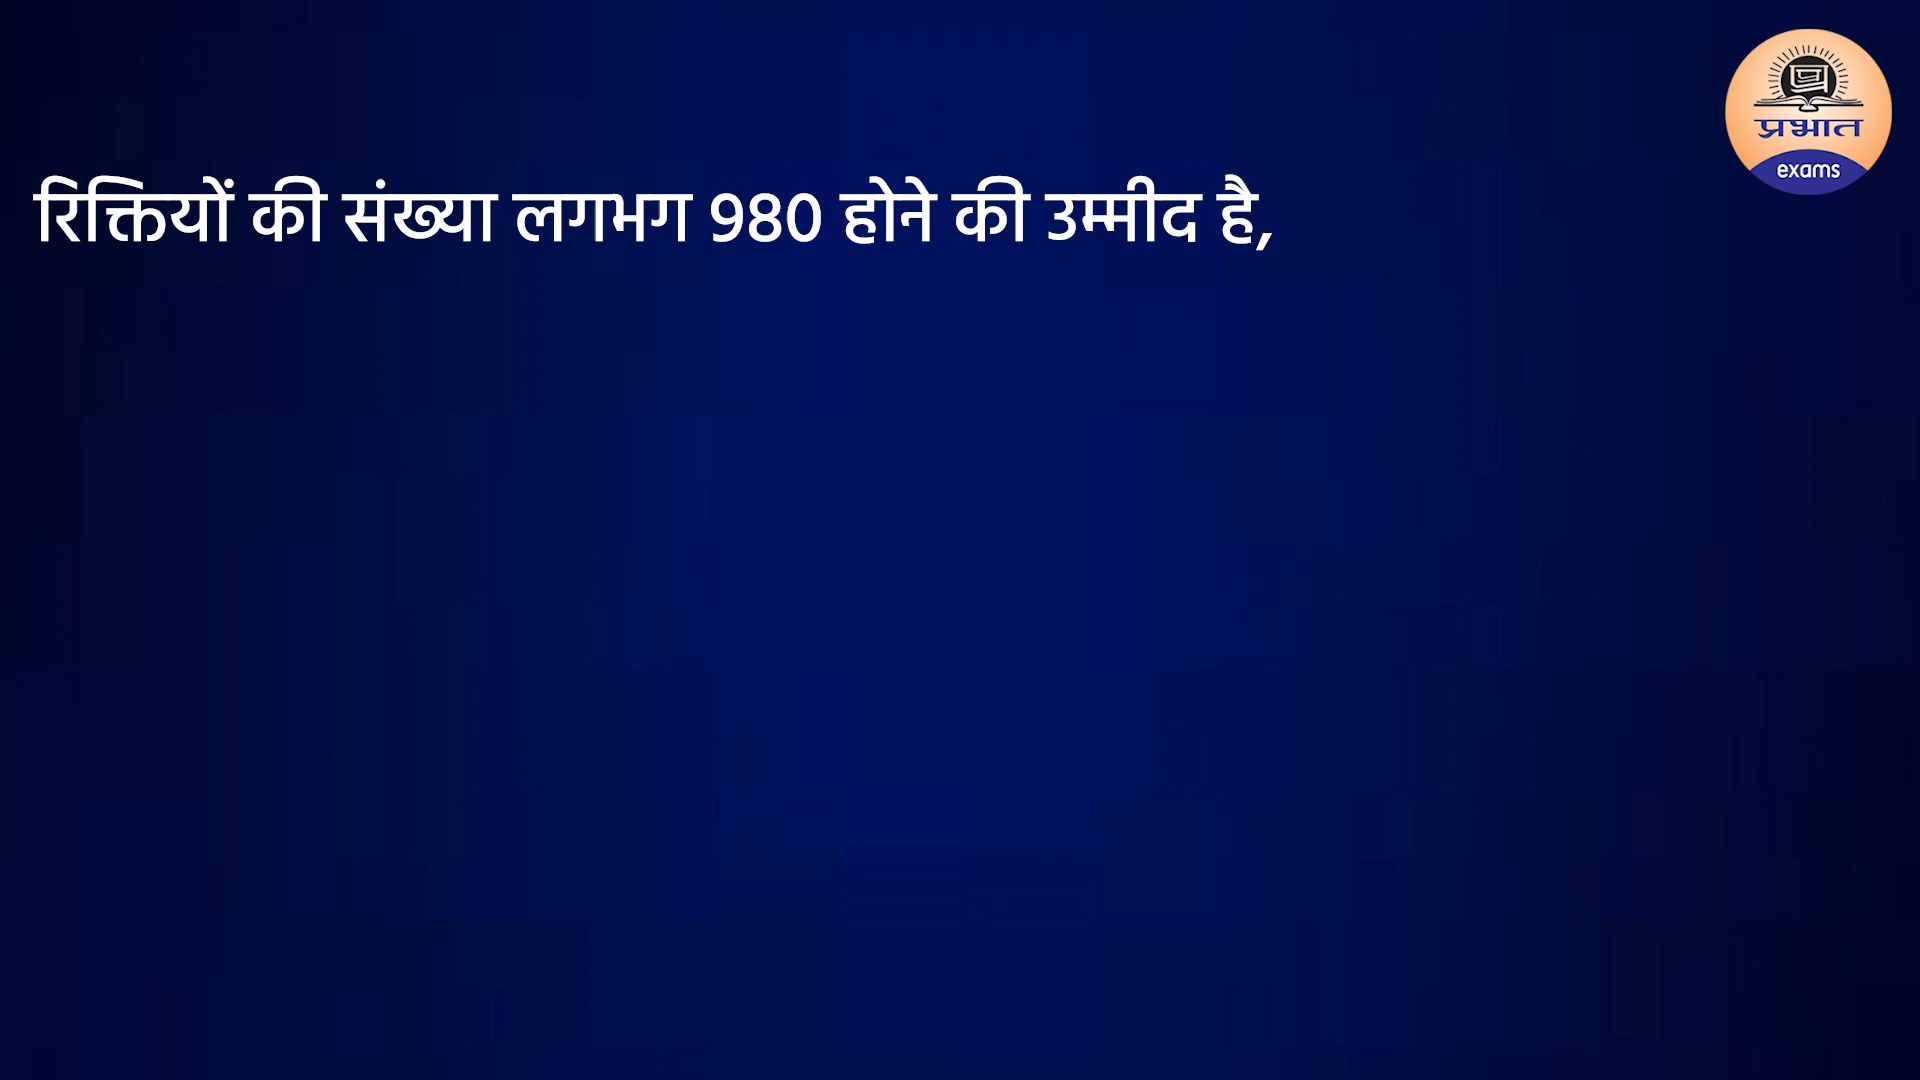 प्रभात
exams
रिक्तियों की संख्या लगभग 980 होने की उम्मीद है,